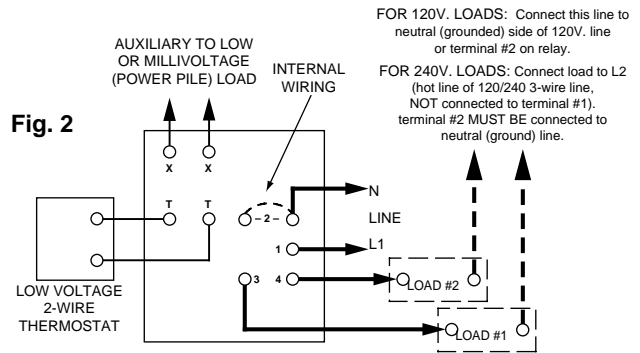 FOR 120V. LOADS: Connect this line to
neutral (grounded) side of 120V. line
or terminal #2 on relay.
FOR 240V. LOADS: Connect load to L2
(hot line of 120/240 3-wire line,
NOT connected to terminal #1).
terminal #2 MUST BE connected to
neutral (ground) line.
AUXILIARY TO LOW
OR MILLIVOLTAGE
(POWER PILE) LOAD
INTERNAL
WIRING
Fig. 2
X X
T T
– 2 –
N
LINE
1
L1
3 4
LOAD #2
LOAD #1
LOW VOLTAGE
2-WIRE
THERMOSTAT